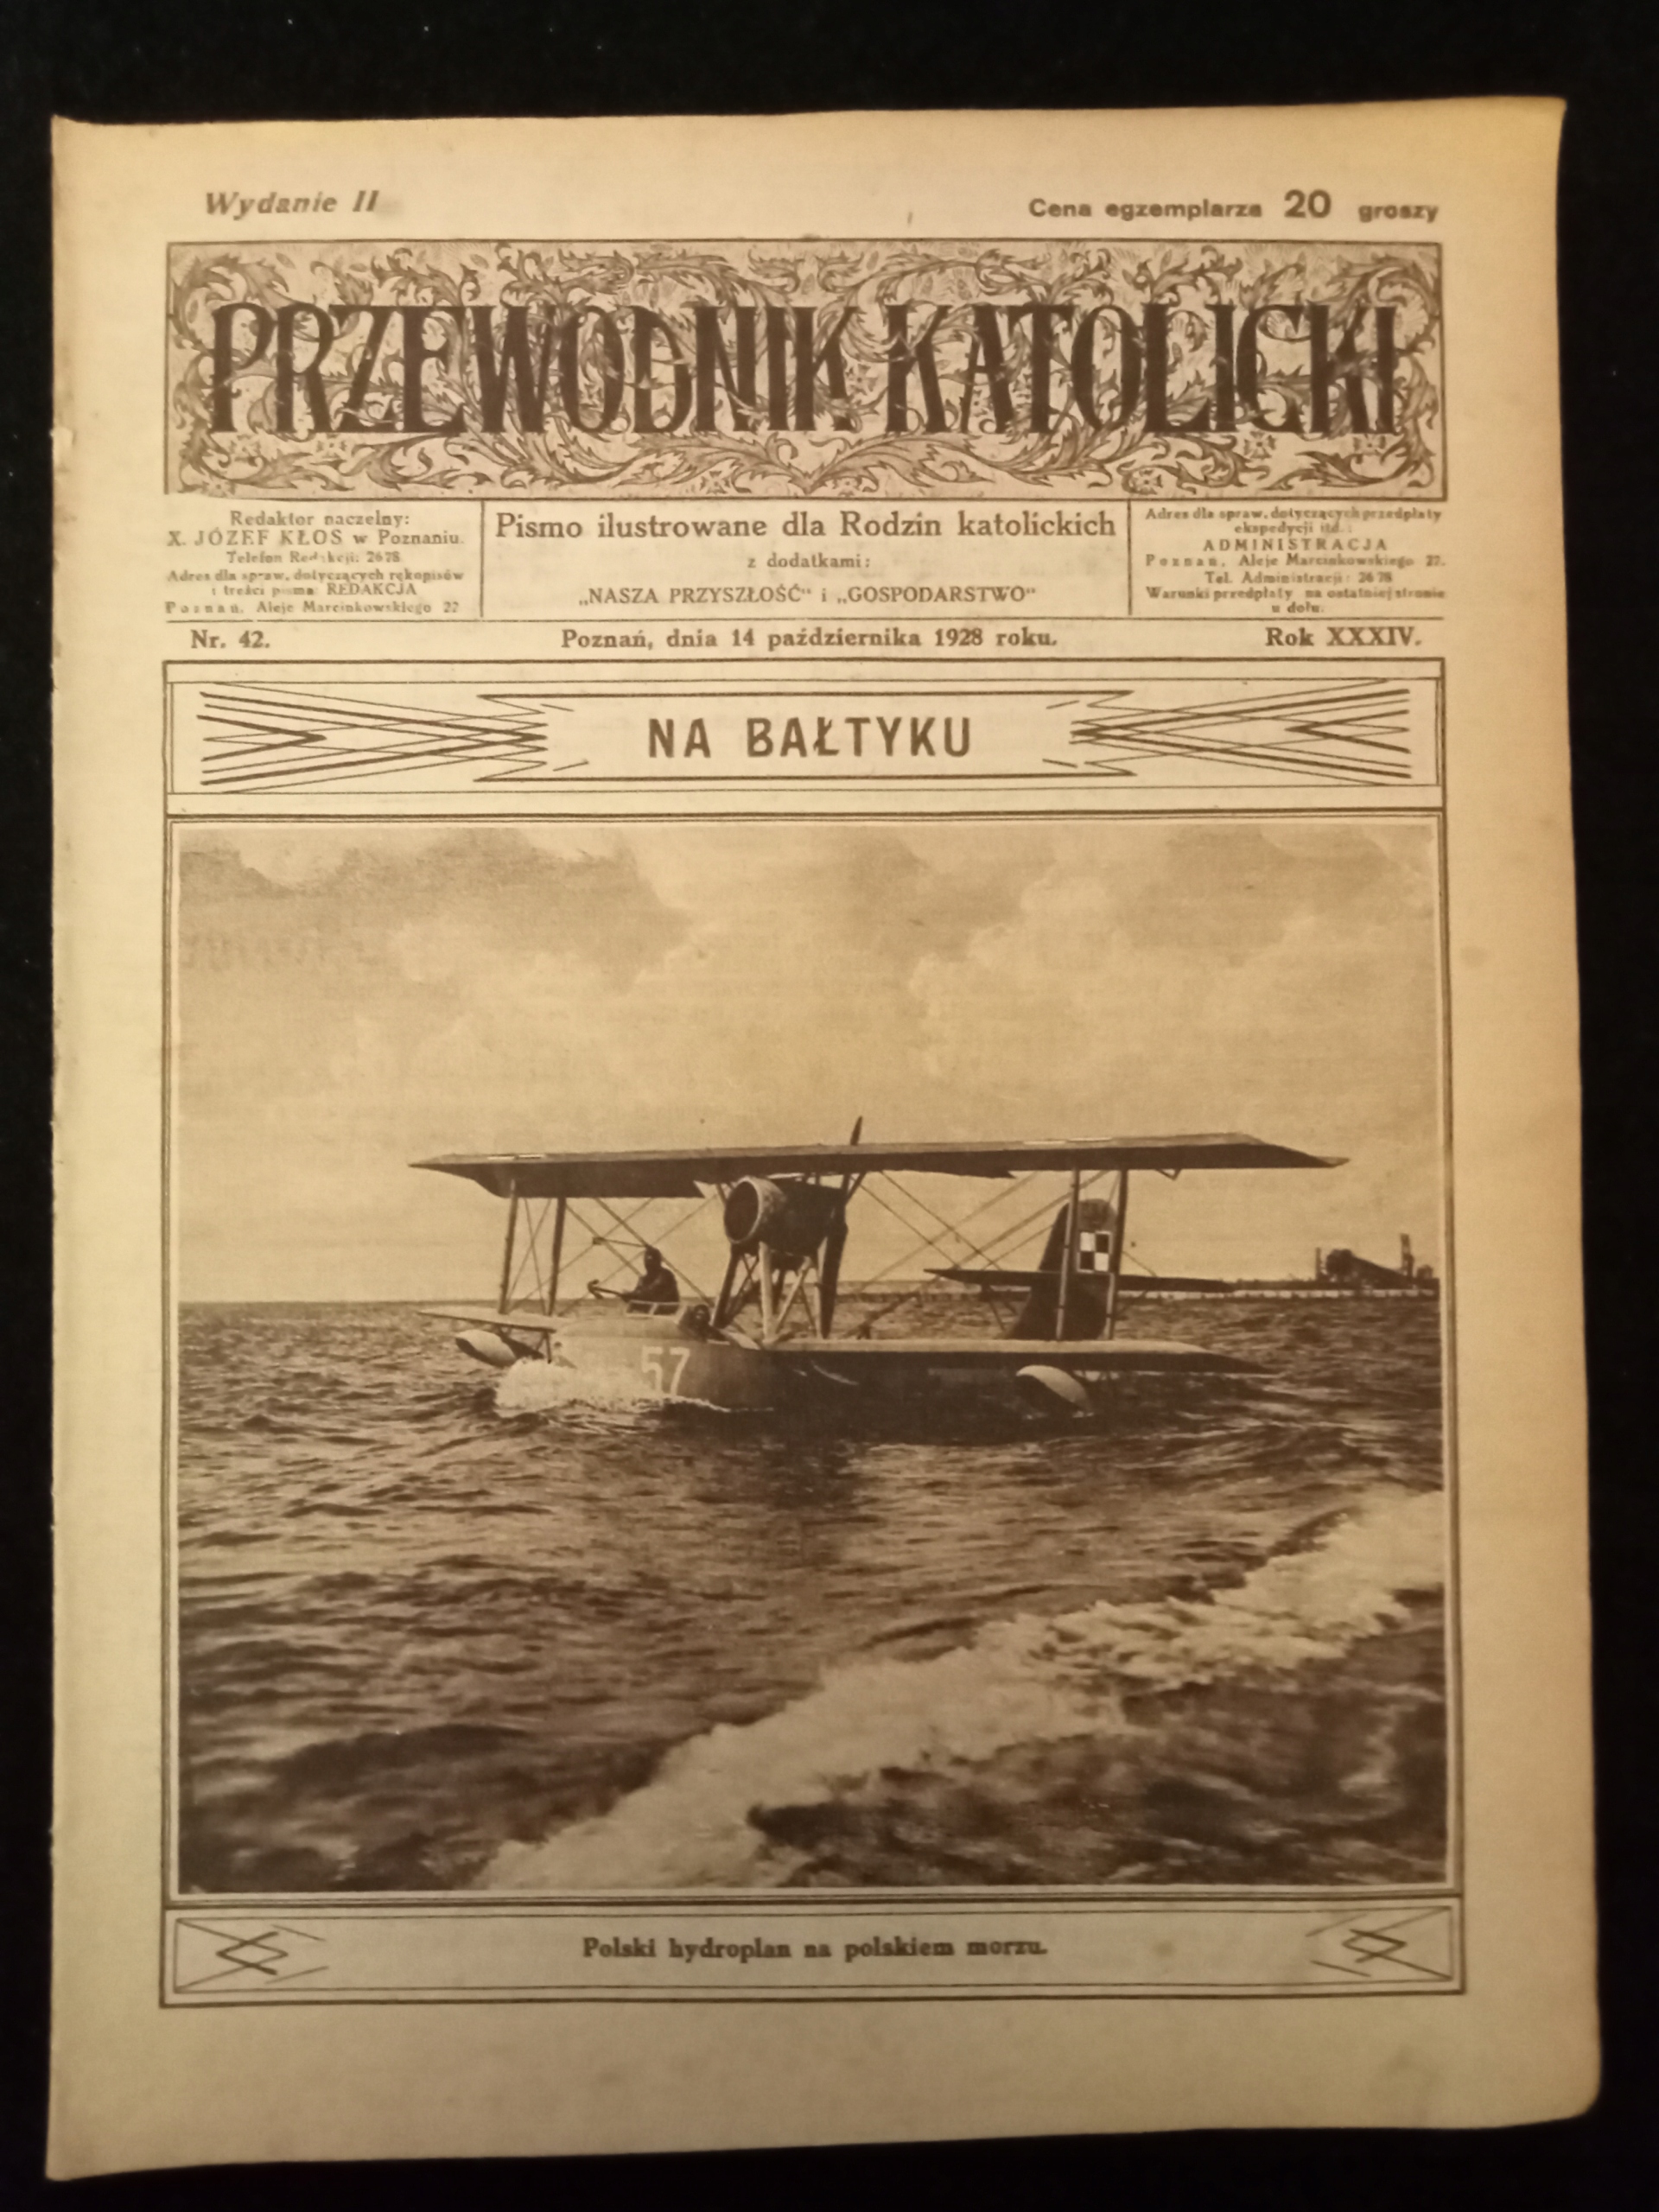 Wydanie II
Cena egzemplarza 20 groszy
PRZEWODNIK KATOLICKI
Redaktor naczelny:
X. JÓZEF KŁOS w Poznaniu.
Telefon Redakcji: 2678
Adres dla spraw, dotyczących rękopisów
i treści pisma: REDAKCJA
Poznań, Aleje Marcinkowskiego 22
Pismo ilustrowane dla Rodzin katolickich
z dodatkami:
„NASZA PRZYSZŁOŚĆ" i „GOSPODARSTWO"
Adres dla spraw, dotyczących przedpłaty
ekspedycji itd.:
ADMINISTRACJA
Poznań, Aleje Marcinkowskiego 22.
Tel. Administracji: 2678
Warunki przedpłaty na ostatniej stronie
u dołu.
Nr. 42.
Poznań, dnia 14 października 1928 roku.
Rok XXXIV.
NA BAŁTYKU
57
Polski hydroplan na polskiem morzu.